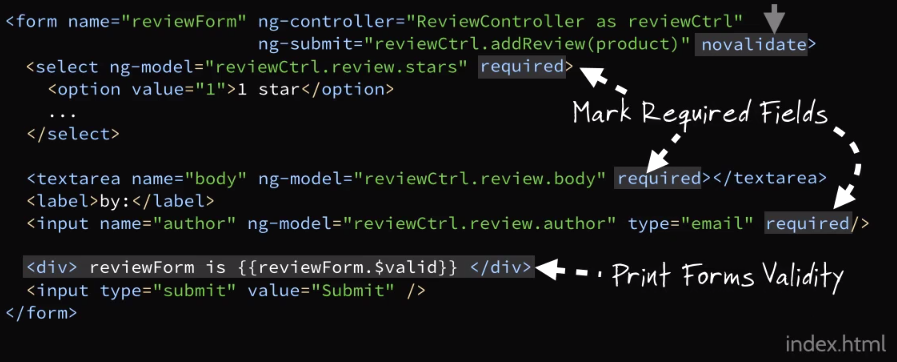 <form name="reviewForm" ng-controller="ReviewController as reviewCtrl"
ng-submit="reviewCtrl.addReview(product)" novalidate>
<select ng-model="reviewCtrl.review.stars" required>
<option value="1">1 star</option>
...
</select>
Mark Required Fields
<textarea name="body" ng-model="reviewCtrl.review.body" required></textarea>
<label>by:</label>
<input name="author" ng-model="reviewCtrl.review.author" type="email" required/>
<div> reviewForm is {{reviewForm.$valid}} </div>
Print Forms Validity
<input type="submit" value="Submit" />
</form>
index.html